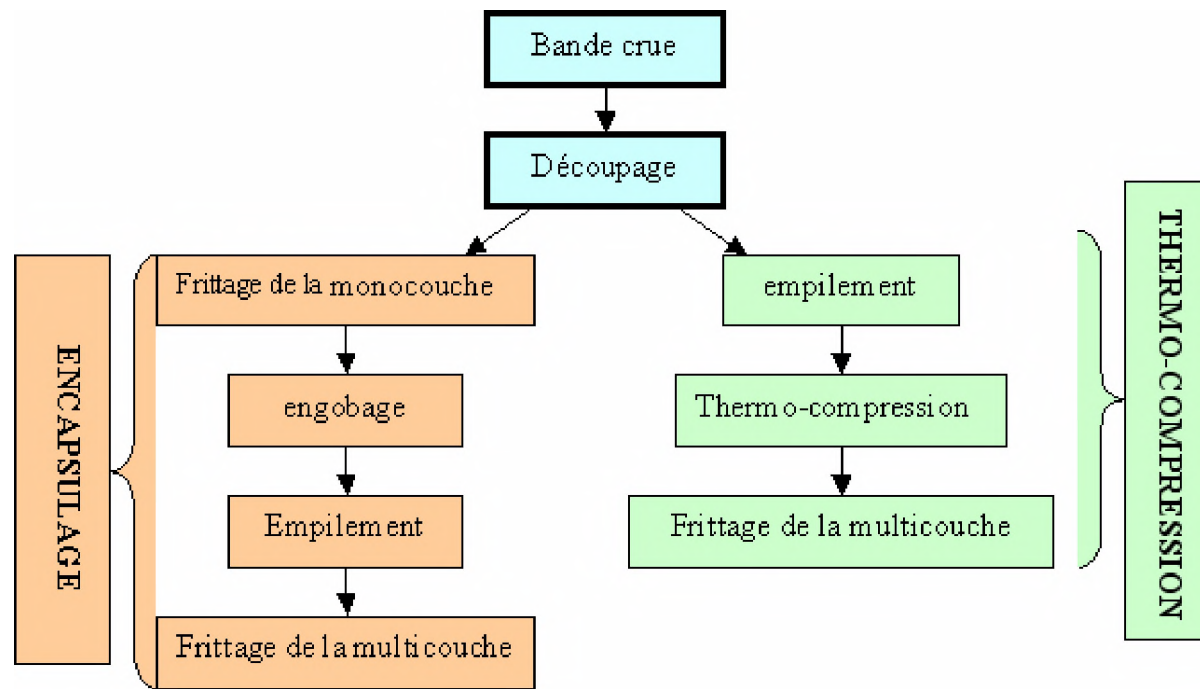 Bande crue
Découpage
ENCAPSULAGE
Frittage de la monocouche
engobage
Empilement
Frittage de la multicouche
empilement
Thermo-compression
Frittage de la multicouche
THERMO-COMPRESSION